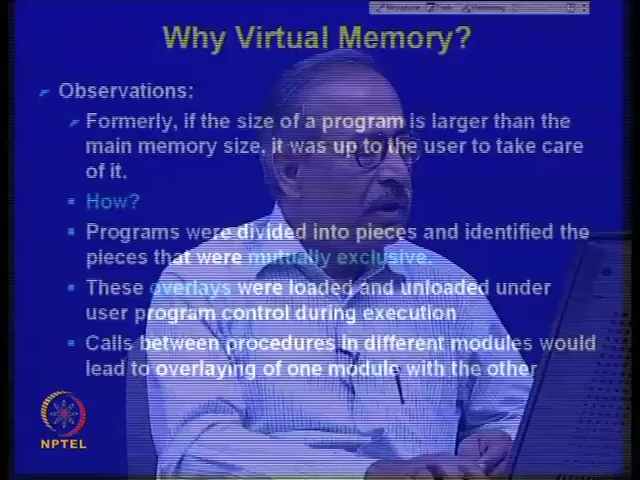 Why Virtual Memory?
Observations:
Formerly, if the size of a program is larger than the
main memory size, it was up to the user to take care
of it.
How?
Programs were divided into pieces and identified the
pieces that were mutually exclusive.
These overlays were loaded and unloaded under
user program control during execution
Calls between procedures in different modules would
lead to overlaying of one module with the other
NPTEL